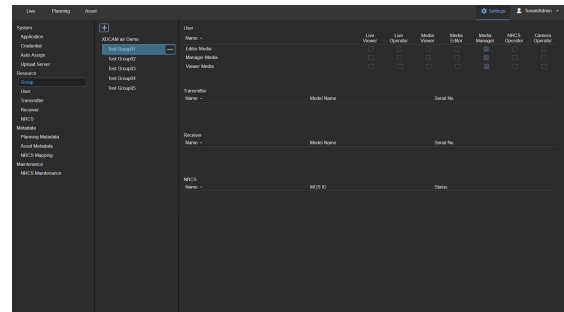 Live Planning Asset Settings TenantAdmin
System
Application
Credential
Auto Assign
Upload Server
Resource
Group
User
Transmitter
Receiver
NRCS
Metadata
Planning Metadata
Asset Metadata
NRCS Mapping
Maintenance
NRCS Maintenance
XDCAM air Demo
Test Group01
Test Group02
Test Group03
Test Group04
Test Group05
User
Name Live Viewer Live Operator Media Viewer Media Editor Media Manager NRCS Operator Camera Operator
Editor Media
Manager Media
Viewer Media
Transmitter
Name Model Name Serial No.
Receiver
Name Model Name Serial No.
NRCS
Name MOS ID Status